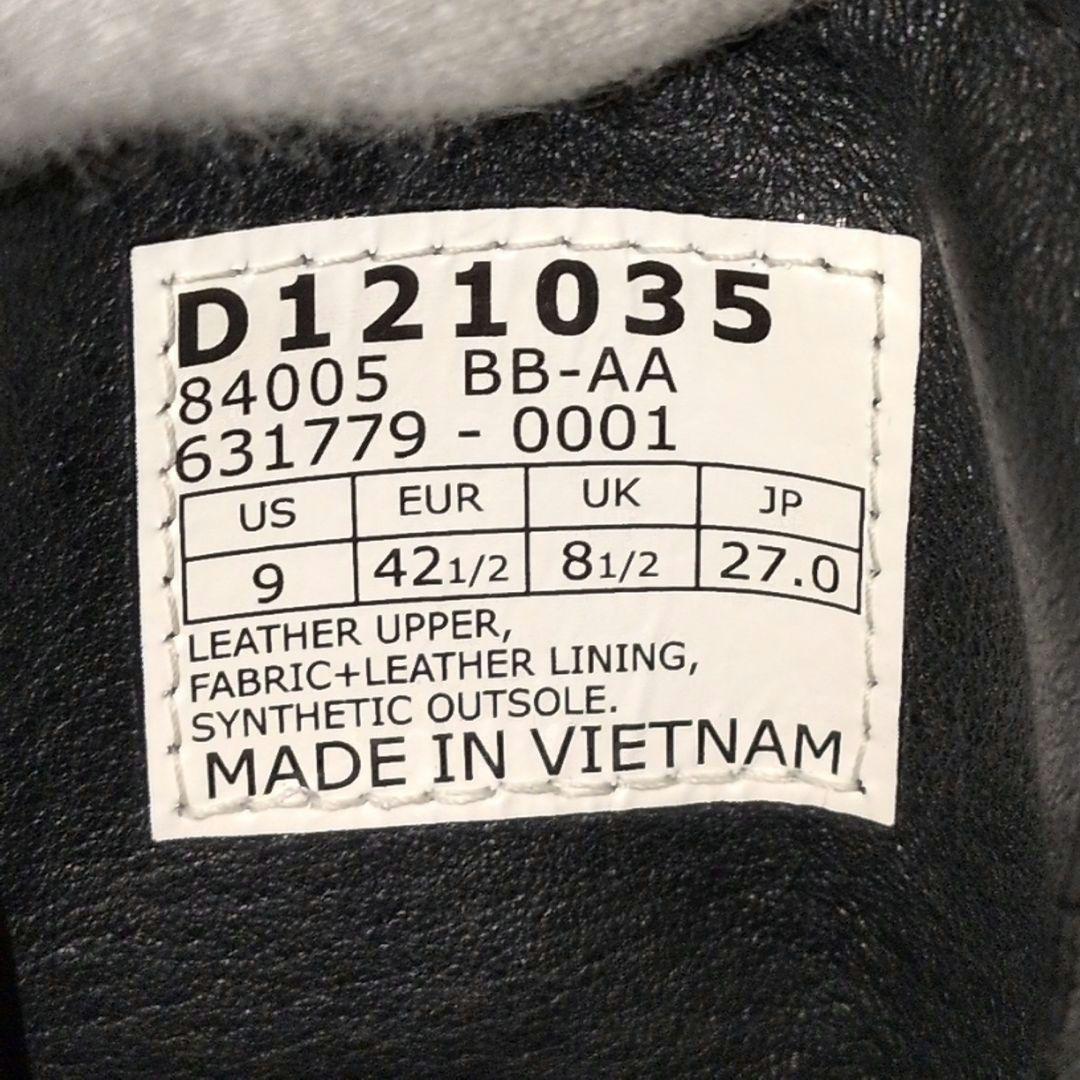 D121035
84005 BB-AA
631779 - 0001
US EUR UK JP
9 42 1/2 8 1/2 27.0
LEATHER UPPER,
FABRIC+LEATHER LINING,
SYNTHETIC OUTSOLE.
MADE IN VIETNAM